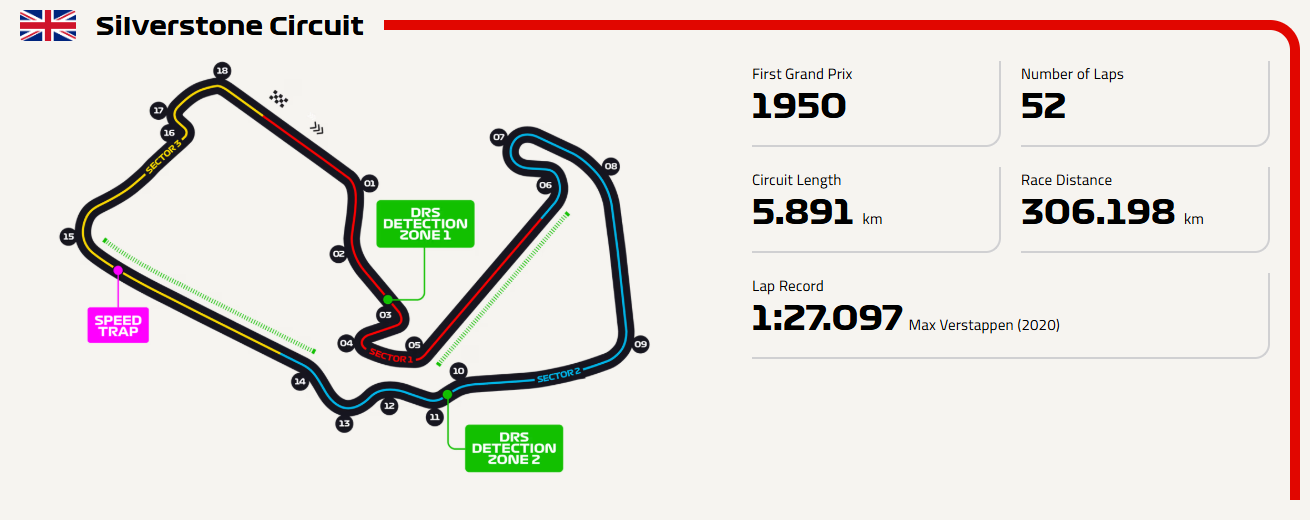 Silverstone Circuit
18
17
16
SECTOR 3
15
01
02
DRS
DETECTION
ZONE 1
03
04
05
SECTOR 1
07
06
08
09
SECTOR 2
10
11
12
13
14
SPEED
TRAP
DRS
DETECTION
ZONE 2
First Grand Prix
1950
Number of Laps
52
Circuit Length
5.891 km
Race Distance
306.198 km
Lap Record
1:27.097 Max Verstappen (2020)